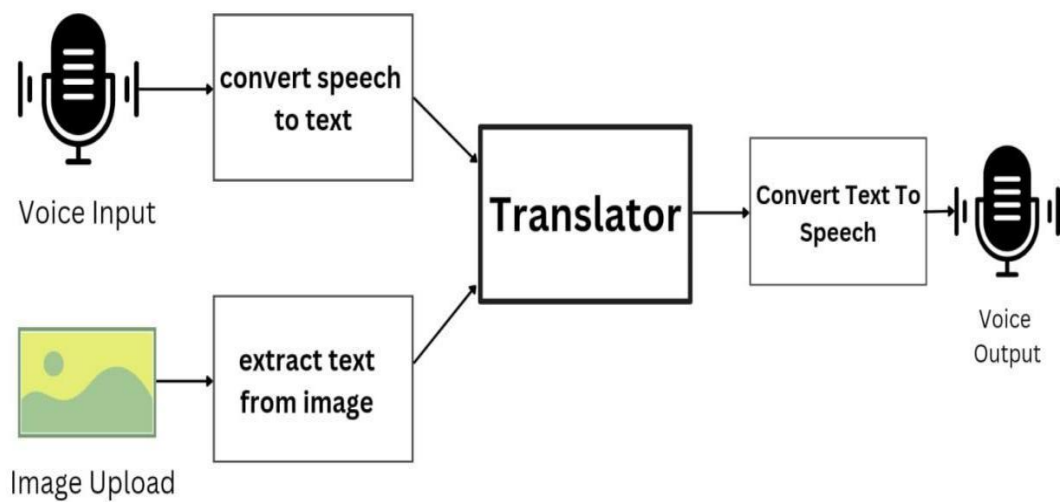 convert speech
to text
Voice Input
Translator
Convert Text To
Speech
Voice
Output
extract text
from image
Image Upload